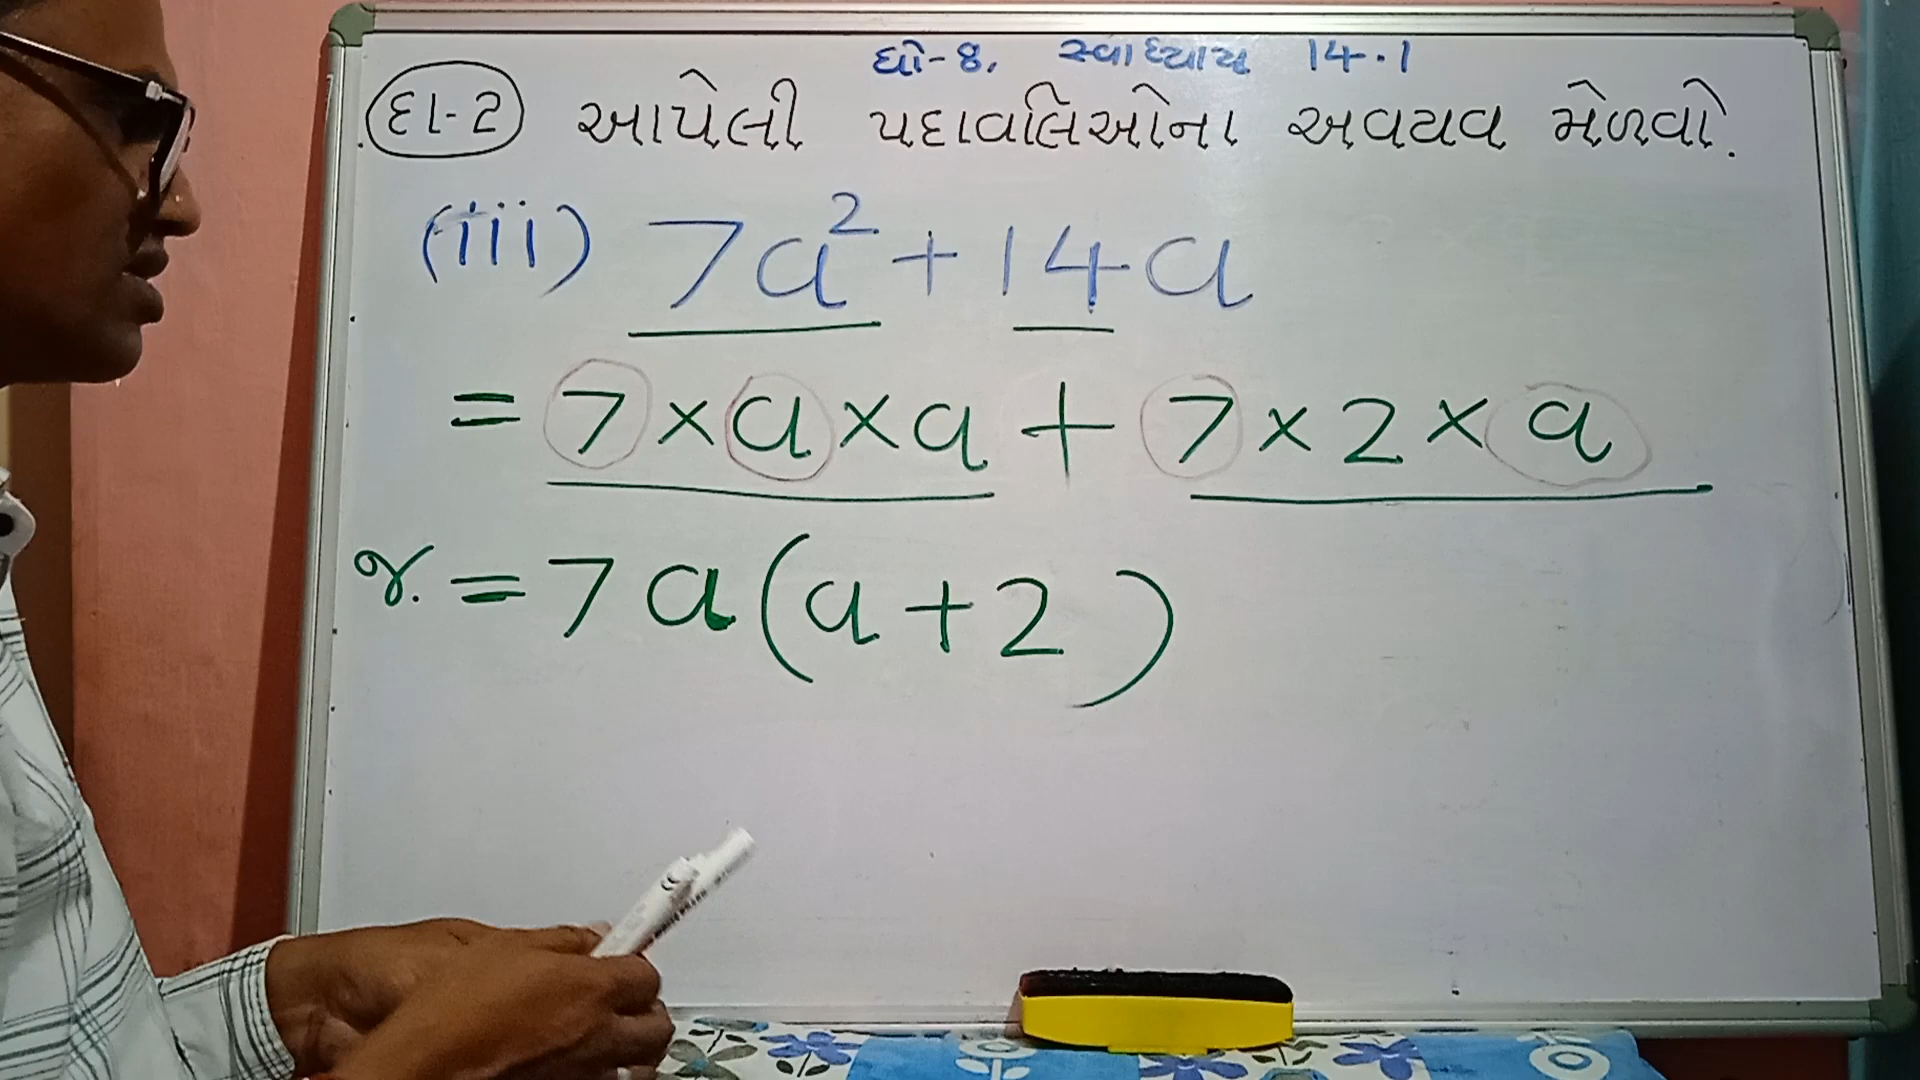 ધો-8. સ્વાધ્યાય 14.1
દા-2 આપેલી પદાવલિઓના અવયવ મેળવો.
(iii) 7a² + 14a
= 7 × a × a + 7 × 2 × a
જ. = 7a(a + 2)